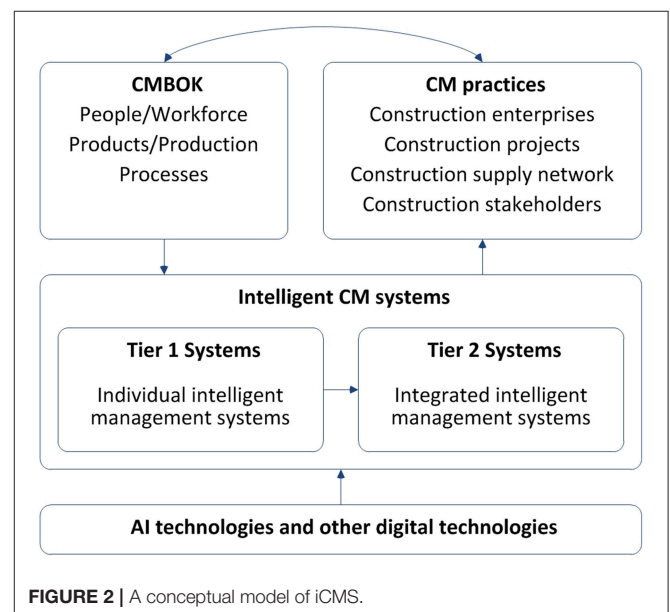 CMBOK
People/Workforce
Products/Production
Processes
CM practices
Construction enterprises
Construction projects
Construction supply network
Construction stakeholders
Intelligent CM systems
Tier 1 Systems
Individual intelligent
management systems
Tier 2 Systems
Integrated intelligent
management systems
AI technologies and other digital technologies
FIGURE 2 | A conceptual model of iCMS.